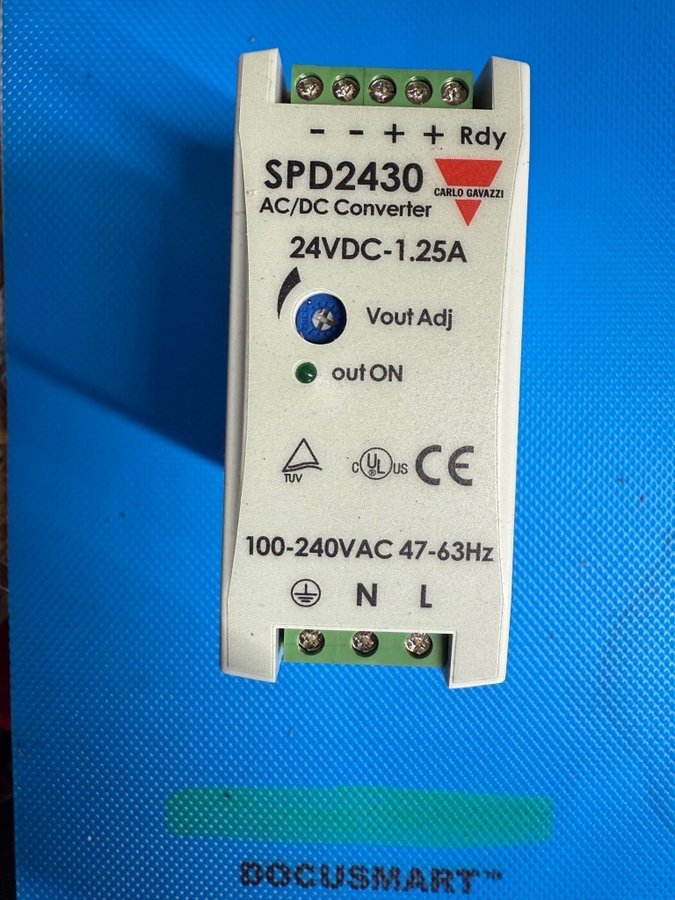 - - + + Rdy
SPD2430
CARLO GAVAZZI
AC/DC Converter
24VDC-1.25A
Vout Adj
out ON
TUV
c UL us CE
®
100-240VAC 47-63Hz
N L
DOCUSMART™